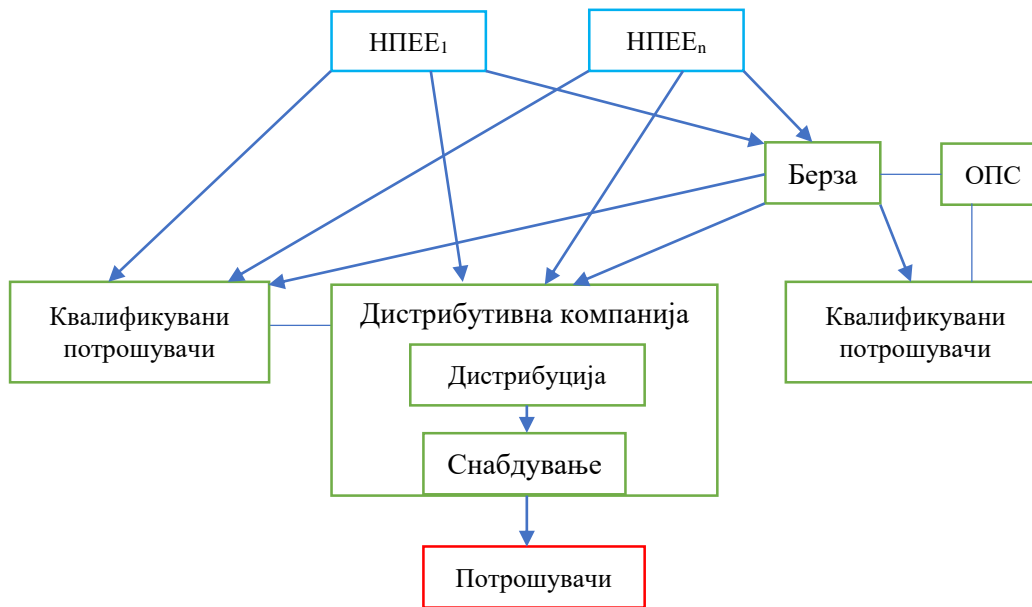 НПЕЕ₁
НПЕЕₙ
Берза
ОПС
Квалификувани
потрошувачи
Дистрибутивна компанија
Квалификувани
потрошувачи
Дистрибуција
Снабдување
Потрошувачи